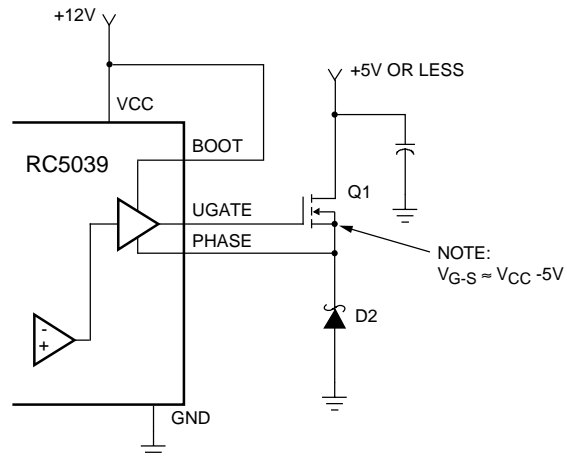 +12V
+5V OR LESS
VCC
BOOT
RC5039
Q1
UGATE
PHASE
NOTE:
VG-S ≈ VCC -5V
D2
-
+
GND